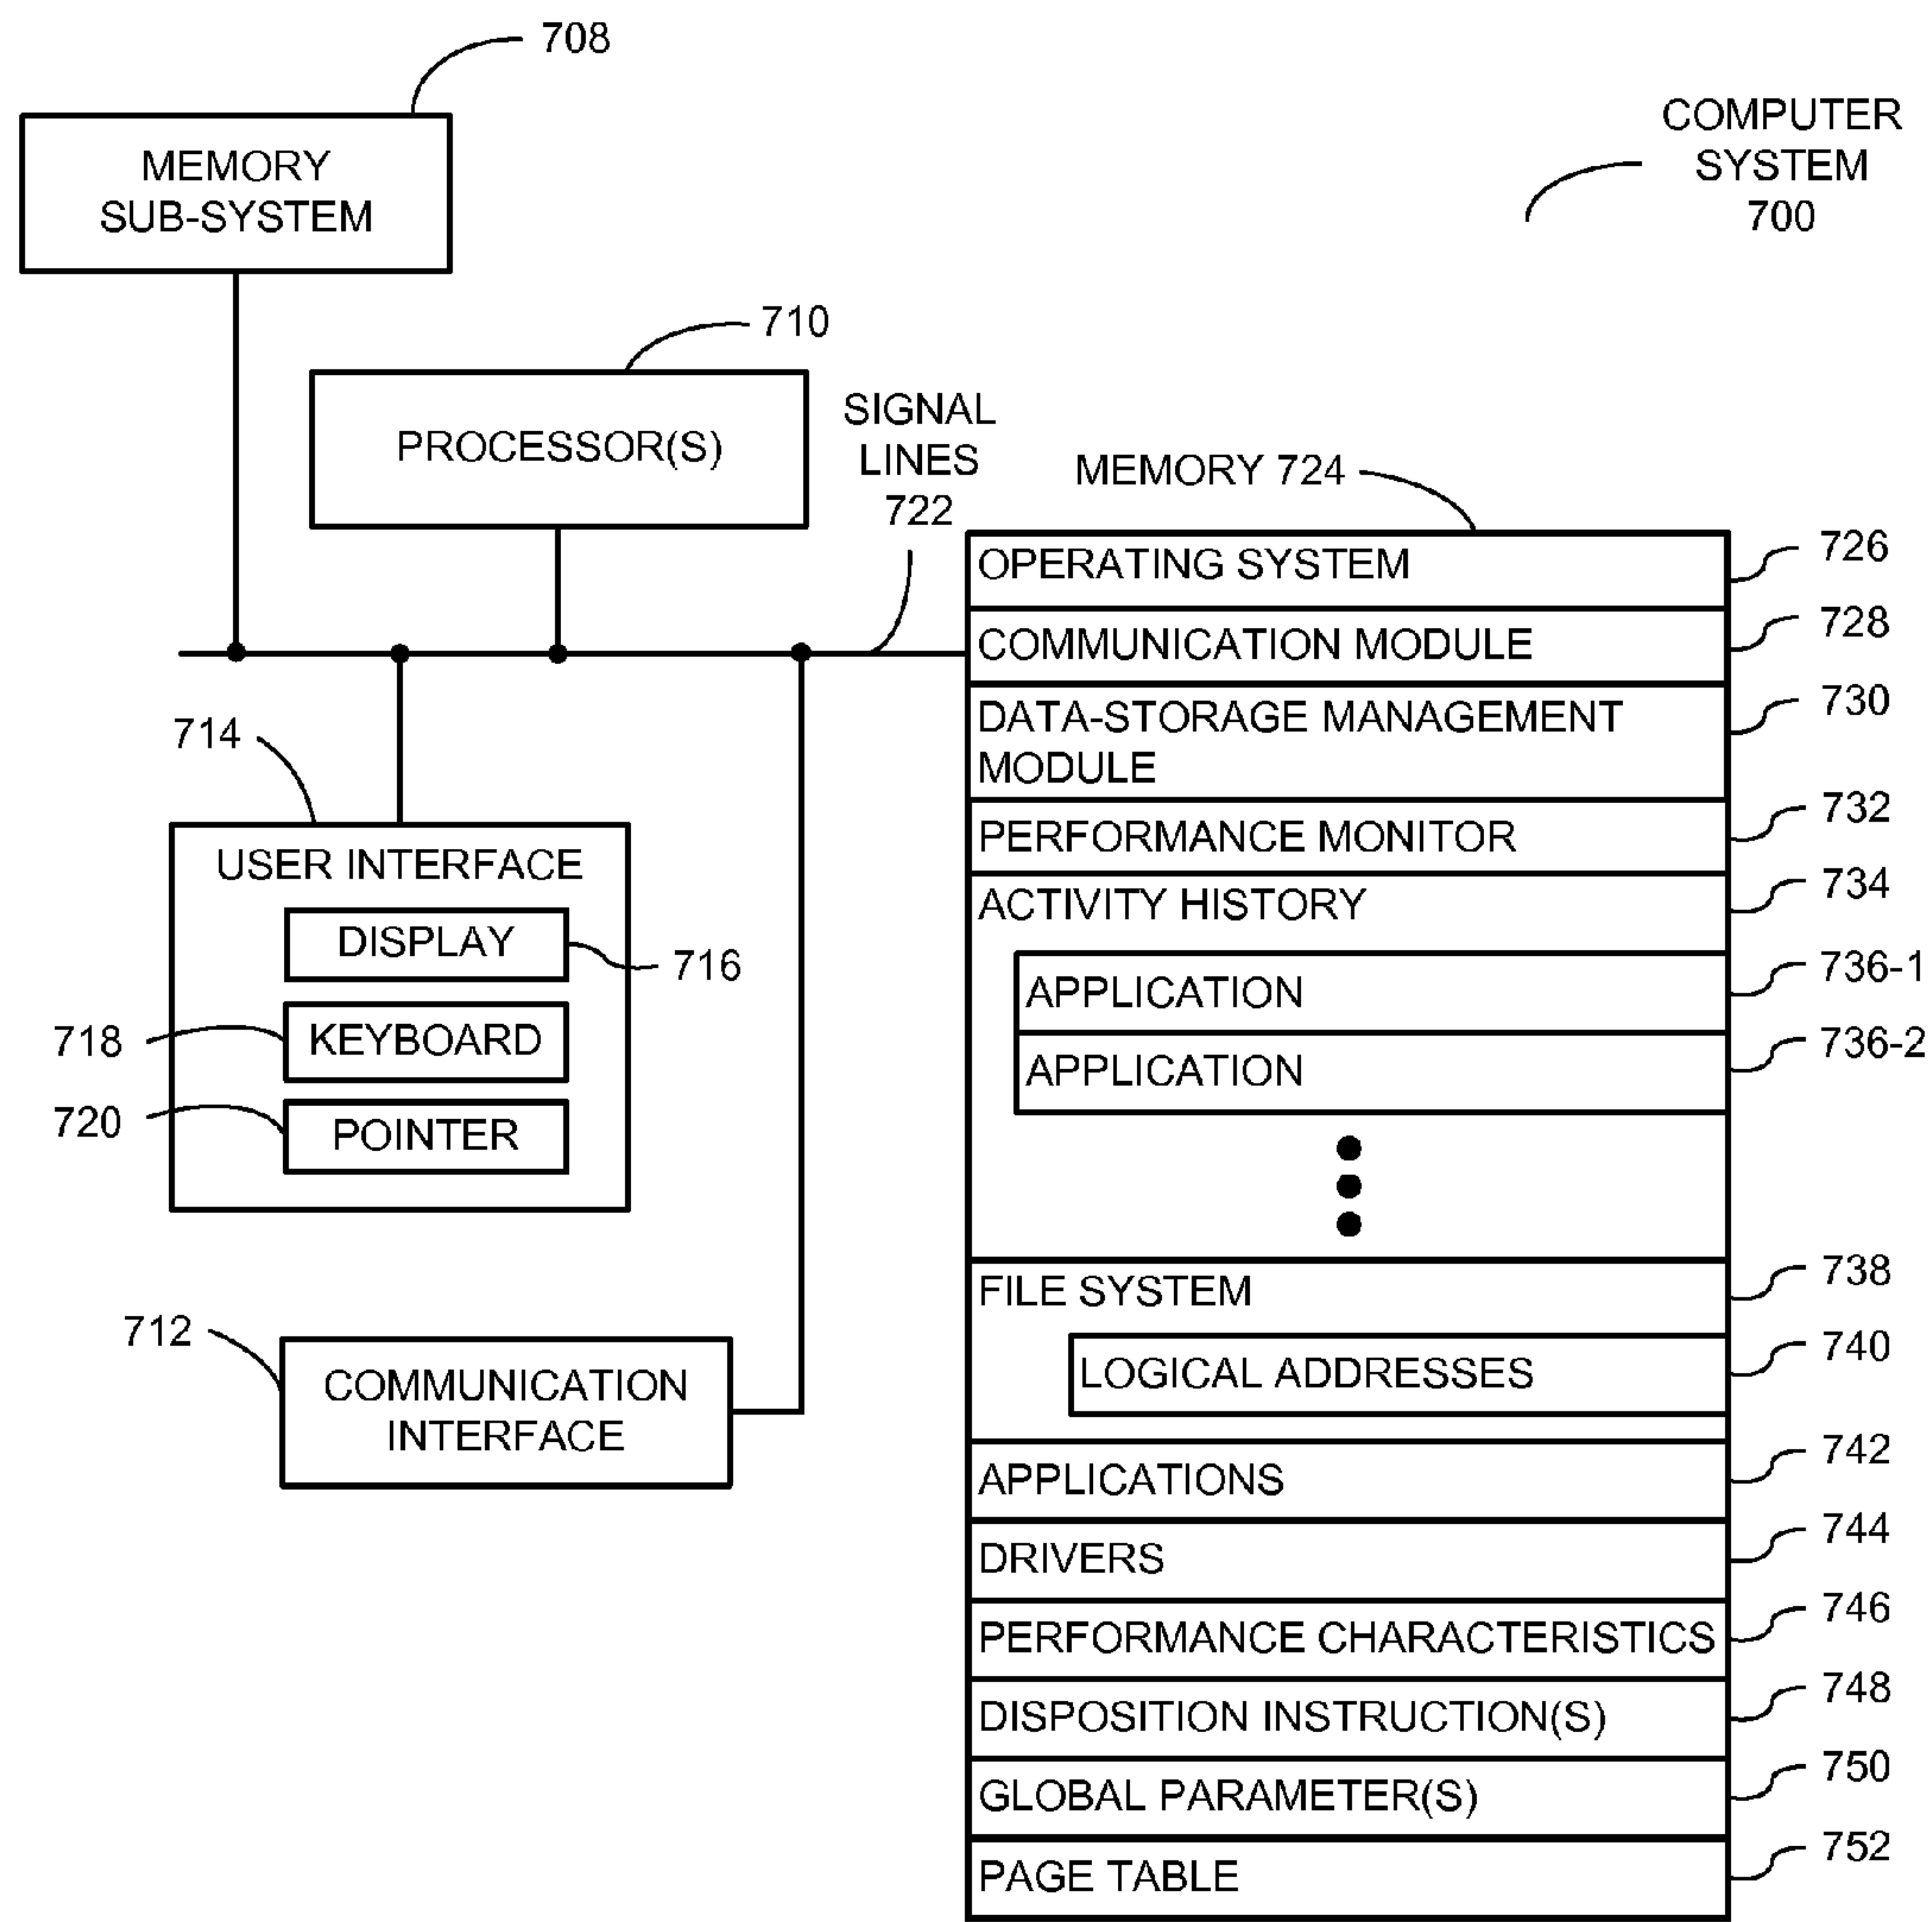 708
MEMORY
SUB-SYSTEM
COMPUTER
SYSTEM
700
710
PROCESSOR(S)
SIGNAL
LINES
722
MEMORY 724
OPERATING SYSTEM
726
COMMUNICATION MODULE
728
DATA-STORAGE MANAGEMENT
MODULE
730
PERFORMANCE MONITOR
732
ACTIVITY HISTORY
734
APPLICATION
736-1
APPLICATION
736-2
FILE SYSTEM
738
LOGICAL ADDRESSES
740
APPLICATIONS
742
DRIVERS
744
PERFORMANCE CHARACTERISTICS
746
DISPOSITION INSTRUCTION(S)
748
GLOBAL PARAMETER(S)
750
PAGE TABLE
752
714
USER INTERFACE
DISPLAY
716
718
KEYBOARD
720
POINTER
712
COMMUNICATION
INTERFACE